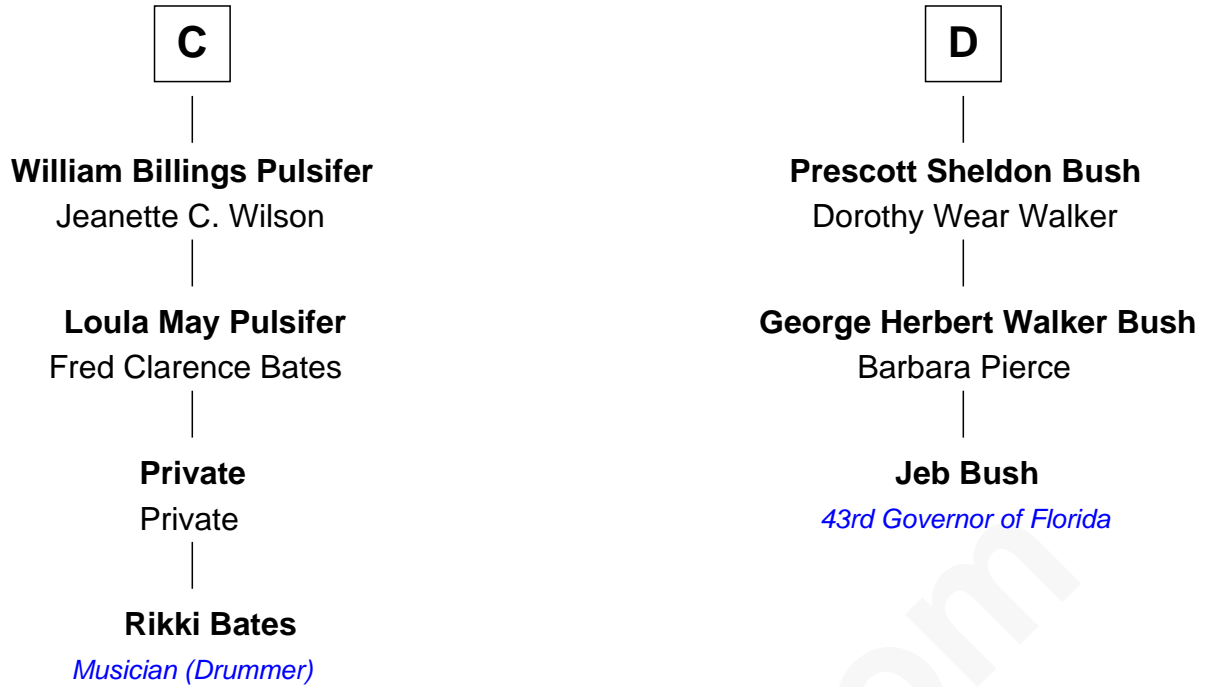 C
William Billings Pulsifer
Jeanette C. Wilson
Loula May Pulsifer
Fred Clarence Bates
Private
Private
Rikki Bates
Musician (Drummer)
D
Prescott Sheldon Bush
Dorothy Wear Walker
George Herbert Walker Bush
Barbara Pierce
Jeb Bush
43rd Governor of Florida
om